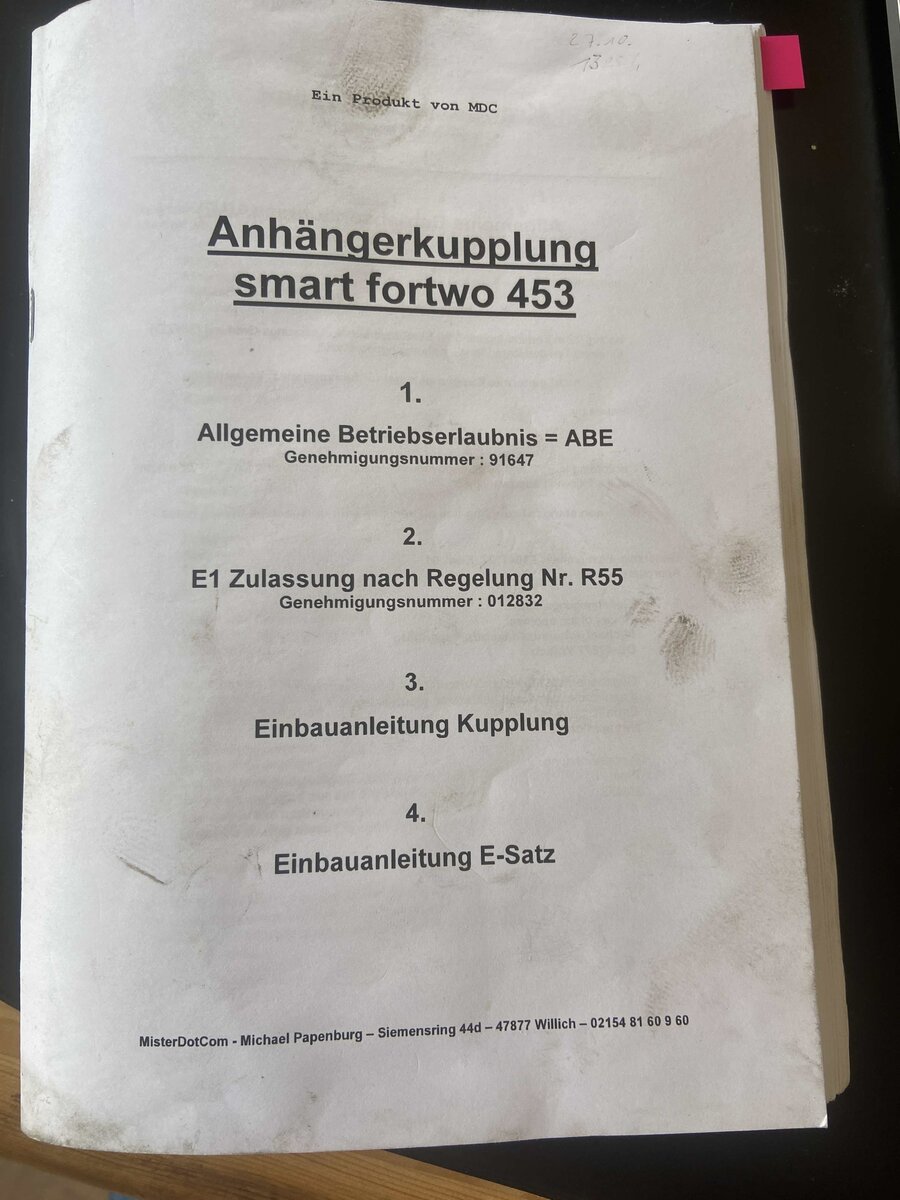 27.10.
Ein Produkt von MDC
Anhängerkupplung
smart fortwo 453
1.
Allgemeine Betriebserlaubnis = ABE
Genehmigungsnummer : 91647
2.
E1 Zulassung nach Regelung Nr. R55
Genehmigungsnummer : 012832
3.
Einbauanleitung Kupplung
4.
Einbauanleitung E-Satz
MisterDotCom - Michael Papenburg – Siemensring 44d – 47877 Willich – 02154 81 60 9 60